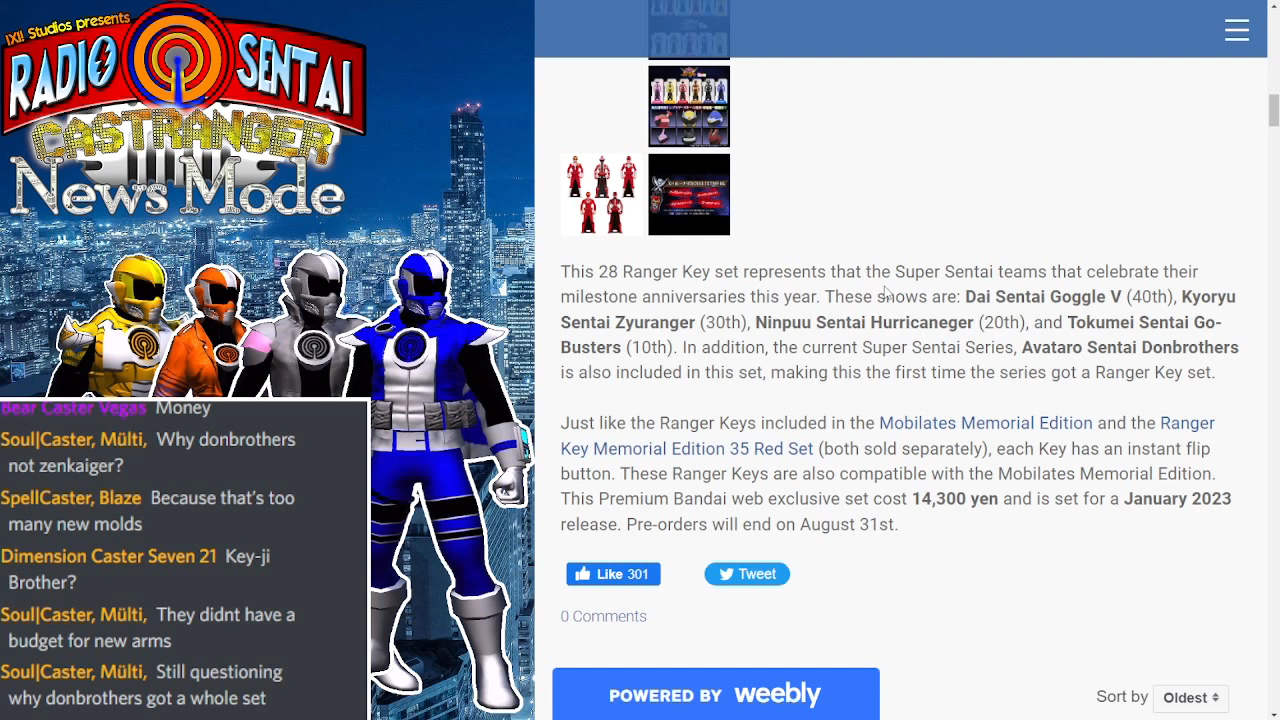 iXii Studios presents
RADIO SENTAI
CASTRANGER
News Mode
Bear Caster Vegas Money
Soul|Caster, Mülti, Why donbrothers
not zenkaiger?
SpellCaster, Blaze Because that's too
many new molds
Dimension Caster Seven 21 Key-ji
Brother?
Soul|Caster, Mülti, They didnt have a
budget for new arms
Soul|Caster, Mülti, Still questioning
why donbrothers got a whole set
This 28 Ranger Key set represents that the Super Sentai teams that celebrate their
milestone anniversaries this year. These shows are: Dai Sentai Goggle V (40th), Kyoryu
Sentai Zyuranger (30th), Ninpuu Sentai Hurricaneger (20th), and Tokumei Sentai Go-
Busters (10th). In addition, the current Super Sentai Series, Avataro Sentai Donbrothers
is also included in this set, making this the first time the series got a Ranger Key set.
Just like the Ranger Keys included in the Mobilates Memorial Edition and the Ranger
Key Memorial Edition 35 Red Set (both sold separately), each Key has an instant flip
button. These Ranger Keys are also compatible with the Mobilates Memorial Edition.
This Premium Bandai web exclusive set cost 14,300 yen and is set for a January 2023
release. Pre-orders will end on August 31st.
Like 301
Tweet
0 Comments
POWERED BY weebly
Sort by Oldest